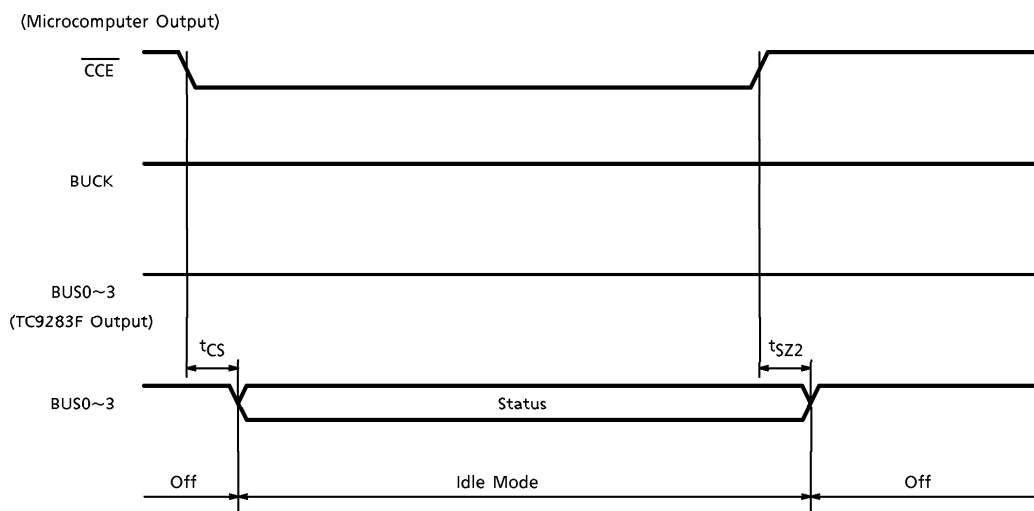 (Microcomputer Output)
CCE
BUCK
BUS0~3
(TC9283F Output)
tCS
tSZ2
BUS0~3
Status
Off
Idle Mode
Off